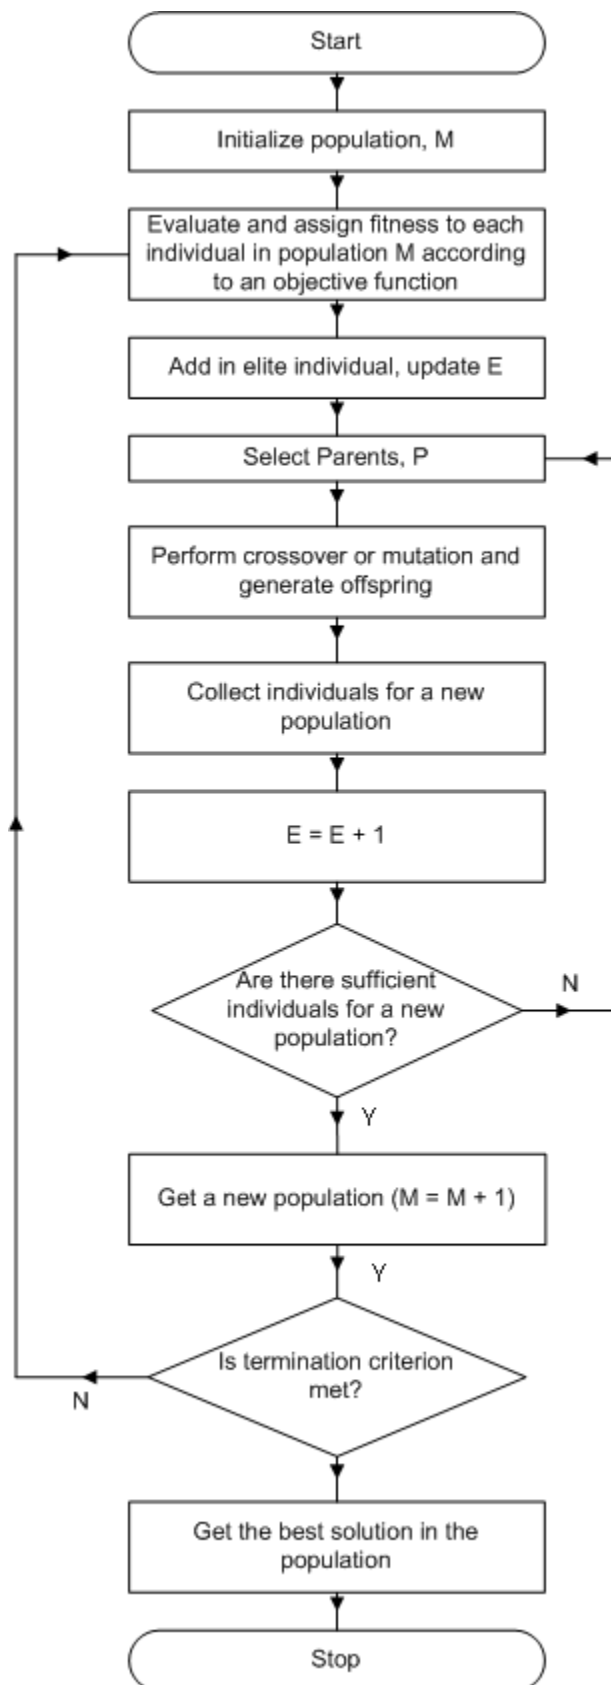 Start
Initialize population, M
Evaluate and assign fitness to each
individual in population M according
to an objective function
Add in elite individual, update E
Select Parents, P
Perform crossover or mutation and
generate offspring
Collect individuals for a new
population
E = E + 1
Are there sufficient
individuals for a new
population?
N
Y
Get a new population (M = M + 1)
Y
Is termination criterion
met?
N
Get the best solution in the
population
Stop